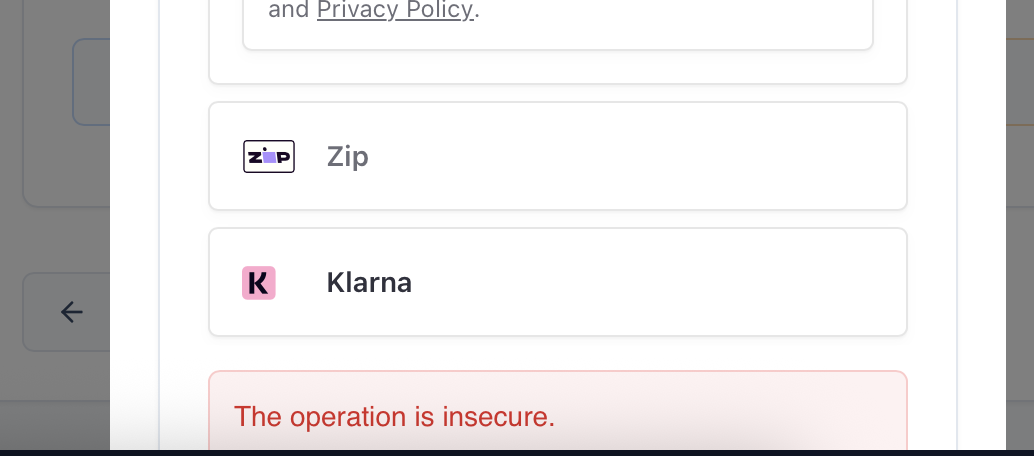 and Privacy Policy.
ZIP Zip
K Klarna
The operation is insecure.